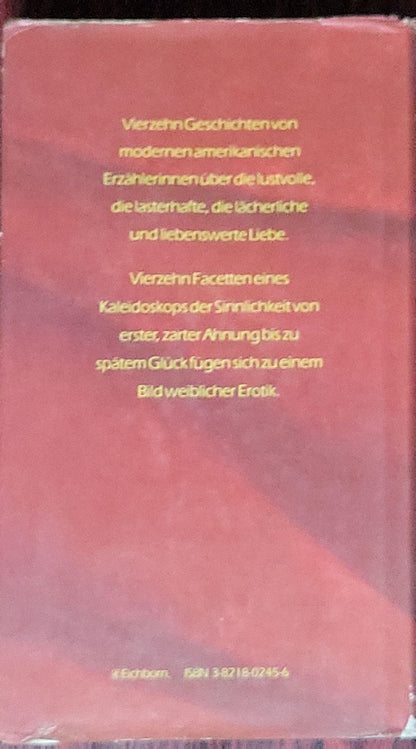 Vierzehn Geschichten von
modernen amerikanischen
Erzählerinnen über die lustvolle,
die lasterhafte, die lächerliche
und liebenswerte Liebe.
Vierzehn Facetten eines
Kaleidoskops der Sinnlichkeit von
erster, zarter Ahnung bis zu
spätem Glück fügen sich zu einem
Bild weiblicher Erotik.
Eichborn. ISBN 3-8218-0245-6